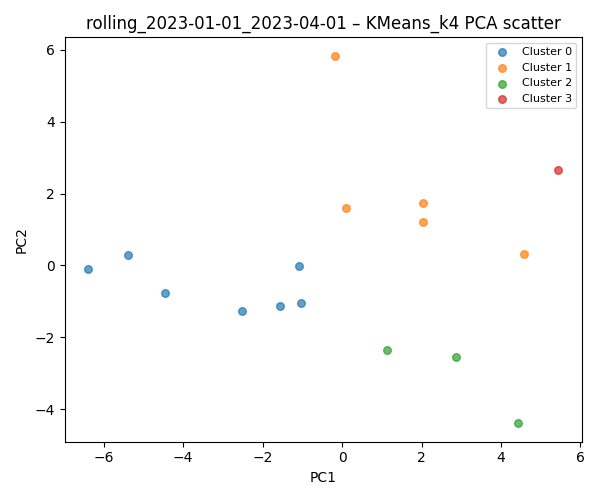 rolling_2023-01-01_2023-04-01 – KMeans_k4 PCA scatter
Cluster 0
Cluster 1
Cluster 2
Cluster 3
PC2
6
4
2
0
−2
−4
−6
−4
−2
0
2
4
6
PC1